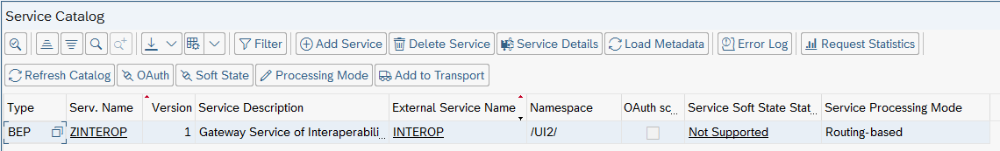 Service Catalog
Filter Add Service Delete Service Service Details Load Metadata Error Log Request Statistics
Refresh Catalog OAuth Soft State Processing Mode Add to Transport
Type Serv. Name Version Service Description External Service Name Namespace OAuth sc... Service Soft State Stat... Service Processing Mode
BEP ZINTEROP 1 Gateway Service of Interaperabili... INTEROP /UI2/ Not Supported Routing-based